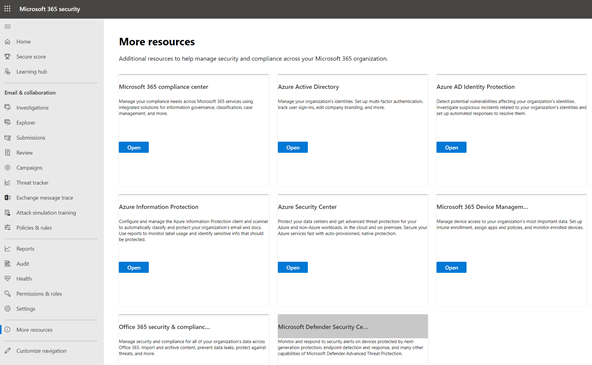 Microsoft 365 security
Home
Secure score
Learning hub
Email & collaboration
Investigations
Explorer
Submissions
Review
Campaigns
Threat tracker
Exchange message trace
Attack simulation training
Policies & rules
Reports
Audit
Health
Permissions & roles
Settings
More resources
Customize navigation
More resources
Additional resources to help manage security and compliance across your Microsoft 365 organization.
Microsoft 365 compliance center
Manage your compliance needs across Microsoft 365 services using
integrated solutions for information governance, classification, case
management, and more.
Open
Azure Active Directory
Manage your organization's identities. Set up multi-factor authentication,
track user sign-ins, edit company branding, and more.
Open
Azure AD Identity Protection
Detect potential vulnerabilities affecting your organization's identities.
Investigate suspicious incidents related to your organization's identities and
set up automated responses to resolve them.
Open
Azure Information Protection
Configure and manage the Azure Information Protection client and scanner
to automatically classify and protect your organization's email and docs.
Use reports to monitor label usage and identify sensitive info that should
be protected.
Open
Azure Security Center
Protect your data centers and get advanced threat protection for your
Azure and non-Azure workloads, in the cloud and on premises. Secure your
Azure services fast with auto-provisioned, native protection.
Open
Microsoft 365 Device Managem...
Manage device access to your organization's most important data. Set up
Intune enrollment, assign apps and policies, and monitor enrolled devices.
Open
Office 365 security & complianc...
Manage security and compliance for all of your organization's data across
Office 365. Import and archive content, prevent data leaks, protect against
threats, and more.
Microsoft Defender Security Ce...
Monitor and respond to security alerts on devices protected by next-
generation protection, endpoint detection and response, and many other
capabilities of Microsoft Defender Advanced Threat Protection.